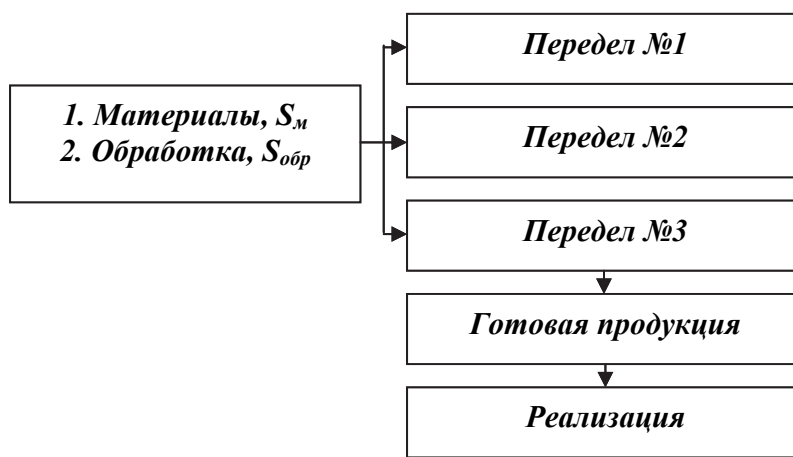 1. Материалы, Sм
2. Обработка, Sобр
Передел №1
Передел №2
Передел №3
Готовая продукция
Реализация